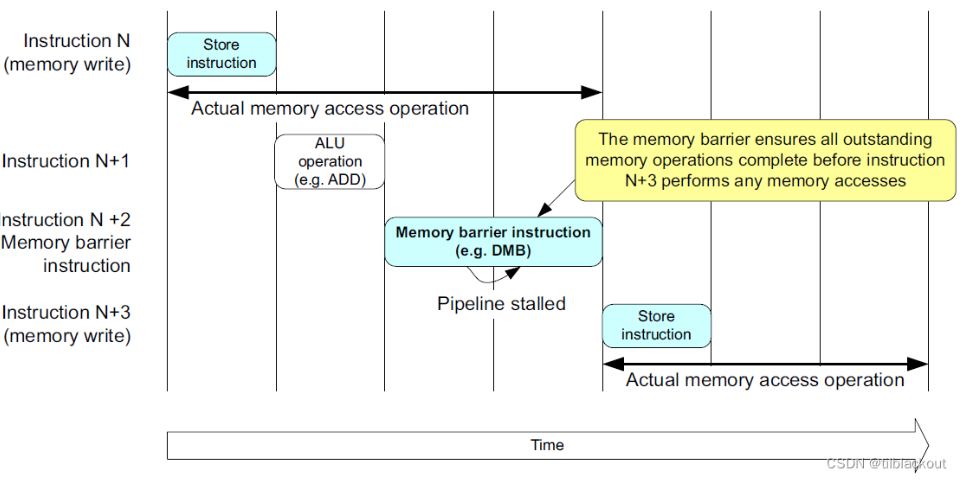 Instruction N
(memory write)
Store
instruction
Actual memory access operation
Instruction N+1
ALU
operation
(e.g. ADD)
The memory barrier ensures all outstanding
memory operations complete before instruction
N+3 performs any memory accesses
Instruction N +2
Memory barrier
instruction
Memory barrier instruction
(e.g. DMB)
Pipeline stalled
Instruction N+3
(memory write)
Store
instruction
Actual memory access operation
Time
CSDN @tilblackout